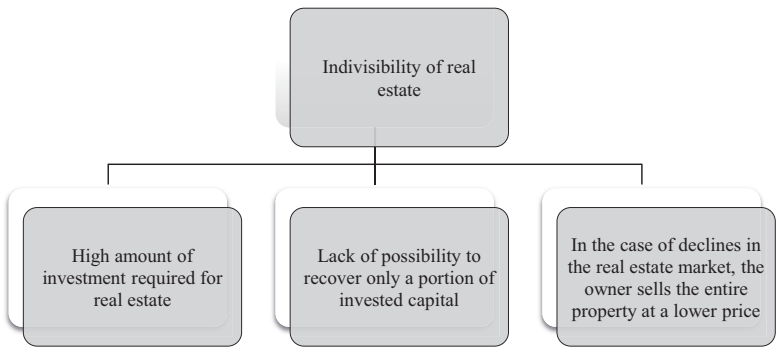 Indivisibility of real
estate
High amount of
investment required for
real estate
Lack of possibility to
recover only a portion of
invested capital
In the case of declines in
the real estate market, the
owner sells the entire
property at a lower price